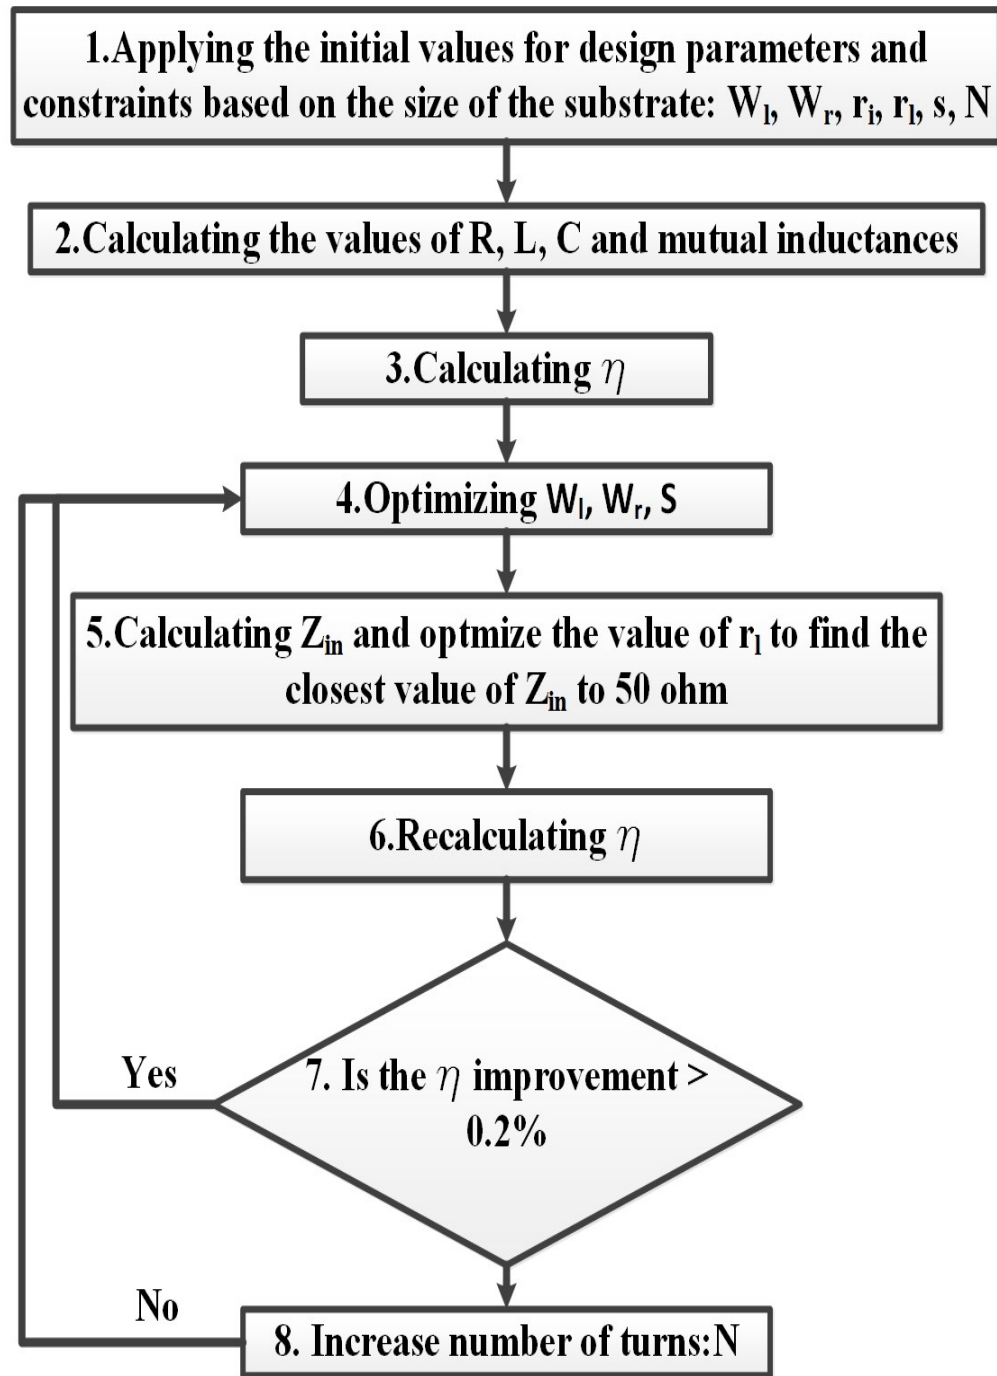 1.Applying the initial values for design parameters and
constraints based on the size of the substrate: Wl, Wr, ri, rl, s, N
2.Calculating the values of R, L, C and mutual inductances
3.Calculating η
4.Optimizing Wl, Wr, S
5.Calculating Zin and optmize the value of rl to find the
closest value of Zin to 50 ohm
6.Recalculating η
Yes
7. Is the η improvement >
0.2%
No
8. Increase number of turns:N